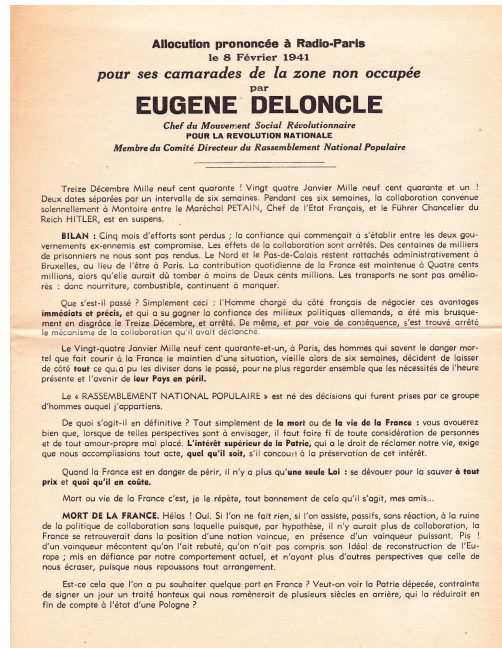 Allocution prononcée à Radio-Paris
le 8 Février 1941
pour ses camarades de la zone non occupée
par
EUGENE DELONCLE
Chef du Mouvement Social Révolutionnaire
POUR LA REVOLUTION NATIONALE
Membre du Comité Directeur du Rassemblement National Populaire
Treize Décembre Mille neuf cent quarante ! Vingt quatre Janvier Mille neuf cent quarante et un !
Deux dates séparées par un intervalle de six semaines. Pendant ces six semaines, la collaboration convenue
solennellement à Montoire entre le Maréchal PETAIN, Chef de l'Etat Français, et le Führer Chancelier du
Reich HITLER, est en suspens.
BILAN : Cinq mois d'efforts sont perdus ; la confiance qui commençait à s'établir entre les deux gou-
vernements ex-ennemis est compromise. Les effets de la collaboration sont arrêtés. Des centaines de milliers
de prisonniers ne nous sont pas rendus. Le Nord et le Pas-de-Calais restent rattachés administrativement à
Bruxelles, au lieu de l'être à Paris. La contribution quotidienne de la France est maintenue à Quatre cents
millions, alors qu'elle aurait dû tomber à moins de Deux cents millions. Les transports ne sont pas amélio-
rés : donc nourriture, combustible, continuent à manquer.
Que s'est-il passé ? Simplement ceci : l'Homme chargé du côté français de négocier ces avantages
immédiats et précis, et qui a su gagner la confiance des milieux politiques allemands, a été mis brusque-
ment en disgrâce le Treize Décembre, et arrêté. De même, et par voie de conséquence, s'est trouvé arrêté
le mécanisme de la collaboration qu'il avait déclanché.
Le Vingt-quatre Janvier Mille neuf cent quarante-et-un, à Paris, des hommes qui savent le danger mor-
tel que fait courir à la France le maintien d'une situation, vieille alors de six semaines, décident de laisser
de côté tout ce qui a pu les diviser dans le passé, pour ne plus regarder ensemble que les nécessités de l'heure
présente et l'avenir de leur Pays en péril.
Le « RASSEMBLEMENT NATIONAL POPULAIRE » est né des décisions qui furent prises par ce groupe
d'hommes auquel j'appartiens.
De quoi s'agit-il en définitive ? Tout simplement de la mort ou de la vie de la France : vous avouerez
bien que, lorsque de telles perspectives sont à envisager, il faut faire fi de toute considération de personnes
et de tout amour-propre mal placé. L'intérêt supérieur de la Patrie, qui a le droit de réclamer notre vie, exige
que nous accomplissions tout acte, quel qu'il soit, s'il concourt à la préservation de cet intérêt.
Quand la France est en danger de périr, il n'y a plus qu'une seule Loi : se dévouer pour la sauver à tout
prix et quoi qu'il en coûte.
Mort ou vie de la France c'est, je le répète, tout bonnement de cela qu'il s'agit, mes amis...
MORT DE LA FRANCE. Hélas ! Oui. Si l'on ne fait rien, si l'on assiste, passifs, sans réaction, à la ruine
de la politique de collaboration sans laquelle puisque, par hypothèse, il n'y aurait plus de collaboration, la
France se retrouverait dans la position d'une nation vaincue, en présence d'un vainqueur puissant. Pis !
d'un vainqueur mécontent qu'on l'ait rebuté, qu'on n'ait pas compris son Idéal de reconstruction de l'Eu-
rope ; mis en défiance par notre comportement actuel, et n'ayant plus d'autres perspectives que celle de
nous écraser, puisque nous repoussons tout arrangement.
Est-ce cela que l'on a pu souhaiter quelque part en France ? Veut-on voir la Patrie dépecée, contrainte
de signer un jour un traité honteux qui nous ramènerait de plusieurs siècles en arrière, qui la réduirait en
fin de compte à l'état d'une Pologne ?